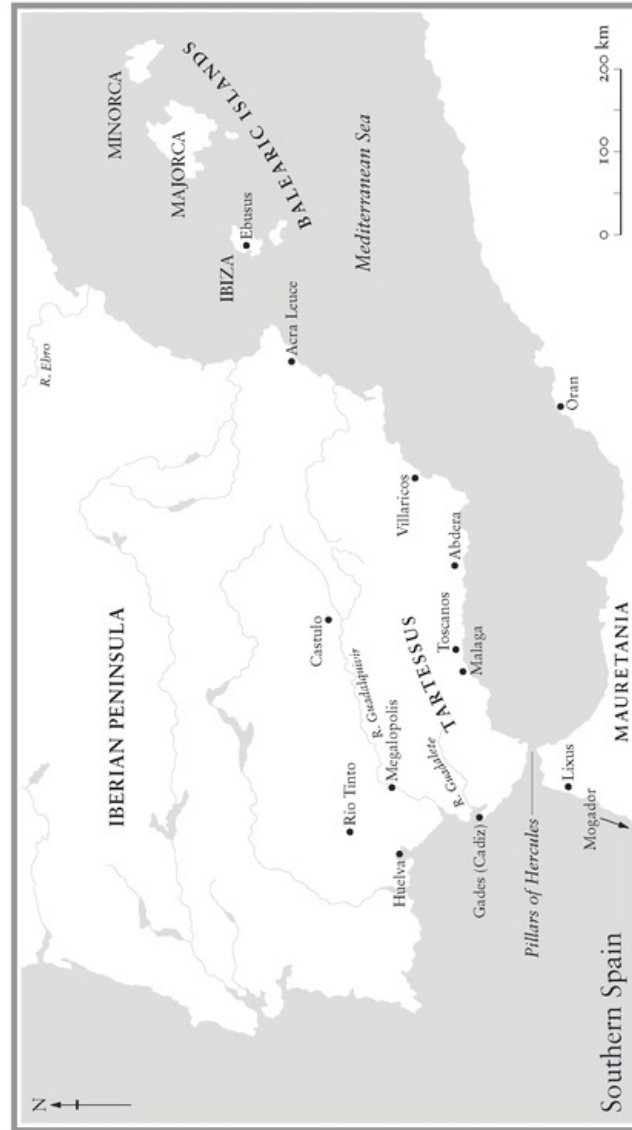 N
MINORCA
MAJORCA
BALEARIC ISLANDS
IBIZA
Ebusus
R. Ebro
Acra Leuce
Mediterranean Sea
IBERIAN PENINSULA
Castulo
R. Guadalquivir
Villaricos
Rio Tinto
Megalopolis
TARTESSUS
Huelva
R. Guadalete
Toscanos
Abdera
Malaga
Gades (Cadiz)
Pillars of Hercules
Oran
Lixus
Mogador
MAURETANIA
Southern Spain
0 100 200 km